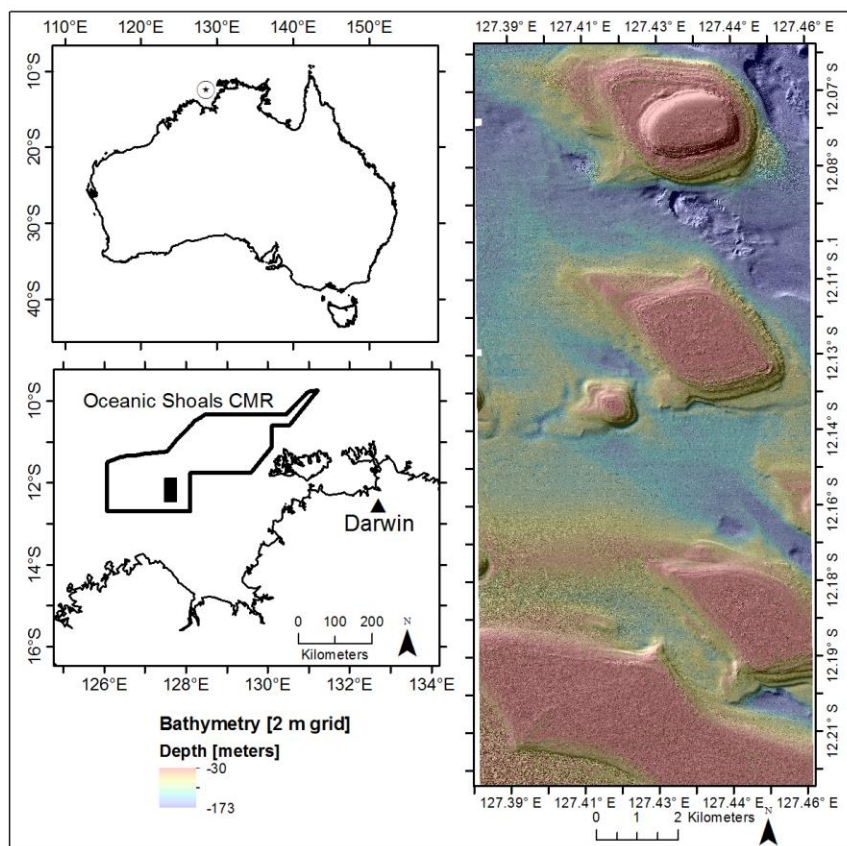 110°E 120°E 130°E 140°E 150°E
10°S
20°S
30°S
40°S
Oceanic Shoals CMR
Darwin
10°S
12°S
14°S
16°S
0 100 200
Kilometers
N
126°E 128°E 130°E 132°E 134°E
Bathymetry [2 m grid]
Depth [meters]
-30
-173
127.39° E 127.41° E 127.43° E 127.44° E 127.46° E
12.07° S
12.08° S
12.1° S
12.11° S
12.13° S
12.14° S
12.16° S
12.18° S
12.19° S
12.21° S
127.39° E 127.41° E 127.43° E 127.44° E 127.46° E
0 1 2 Kilometers
N